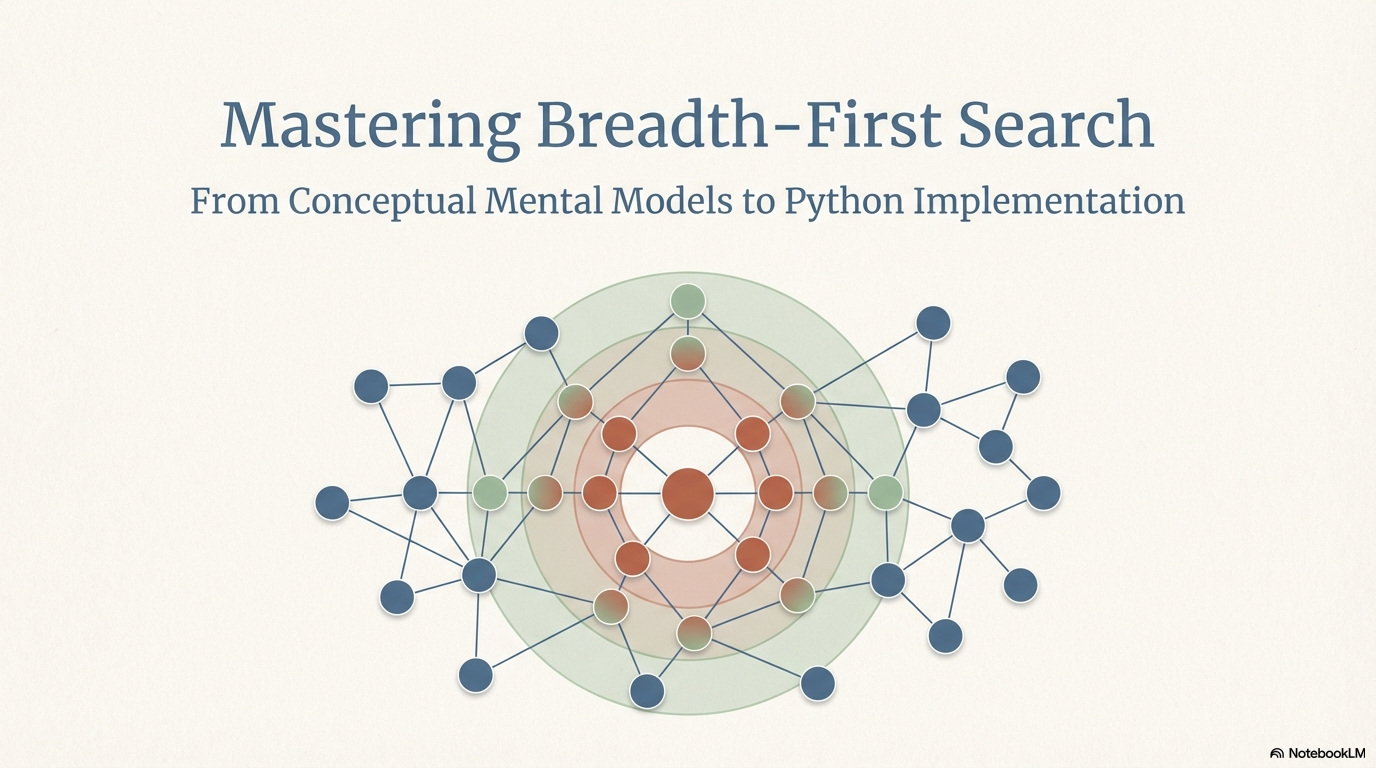 Mastering Breadth-First Search
From Conceptual Mental Models to Python Implementation
NotebookLM